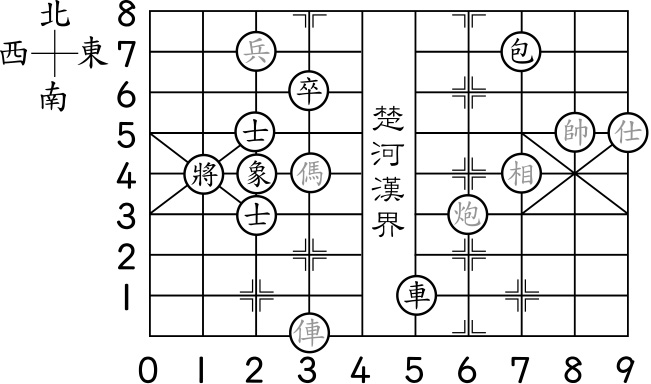 北
西 東
南
8
7 兵 包
6 卒
5 士 帥 仕
4 將 象 傌 相
3 士 炮
2
1 車
俥
楚河漢界
0 1 2 3 4 5 6 7 8 9